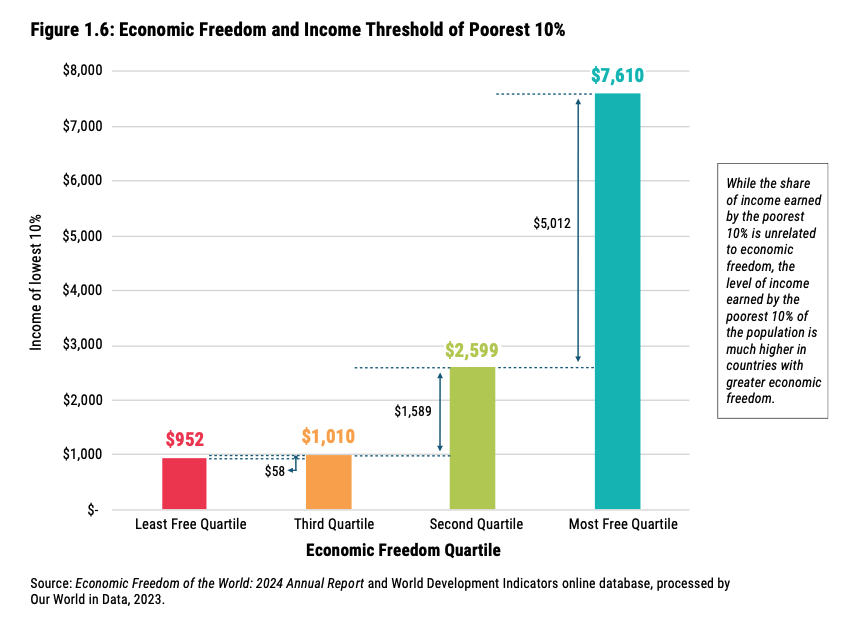 Figure 1.6: Economic Freedom and Income Threshold of Poorest 10%
$8,000
$7,000
$6,000
$5,000
$4,000
$3,000
$2,000
$1,000
$-
Income of lowest 10%
$952
$58
$1,010
$1,589
$2,599
$5,012
$7,610
Least Free Quartile
Third Quartile
Second Quartile
Most Free Quartile
Economic Freedom Quartile
While the share
of income earned
by the poorest
10% is unrelated
to economic
freedom, the
level of income
earned by the
poorest 10% of
the population is
much higher in
countries with
greater economic
freedom.
Source: Economic Freedom of the World: 2024 Annual Report and World Development Indicators online database, processed by
Our World in Data, 2023.